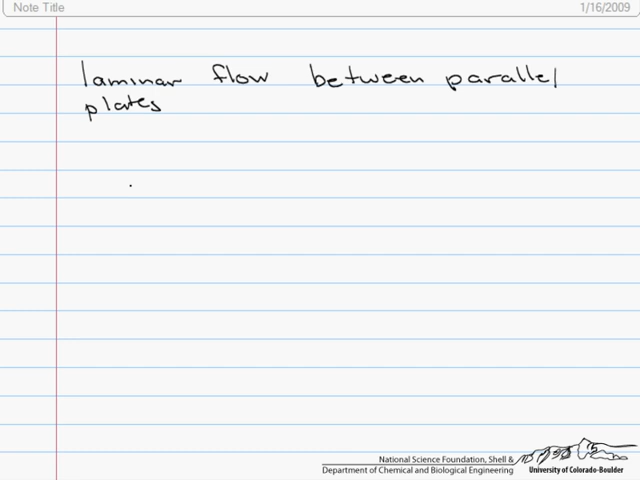 Note Title
1/16/2009
laminar flow between parallel
plates
National Science Foundation, Shell &
Department of Chemical and Biological Engineering
University of Colorado-Boulder